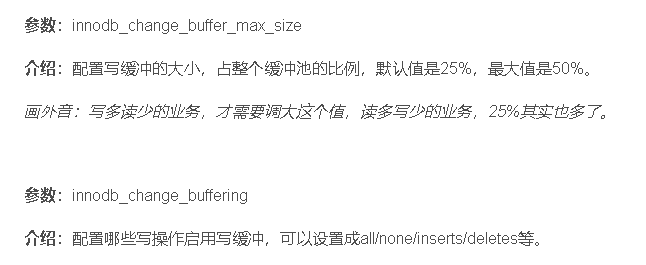 参数：innodb_change_buffer_max_size
介绍：配置写缓冲的大小，占整个缓冲池的比例，默认值是25%，最大值是50%。
画外音：写多读少的业务，才需要调大这个值，读多写少的业务，25%其实也多了。
参数：innodb_change_buffering
介绍：配置哪些写操作启用写缓冲，可以设置成all/none/inserts/deletes等。